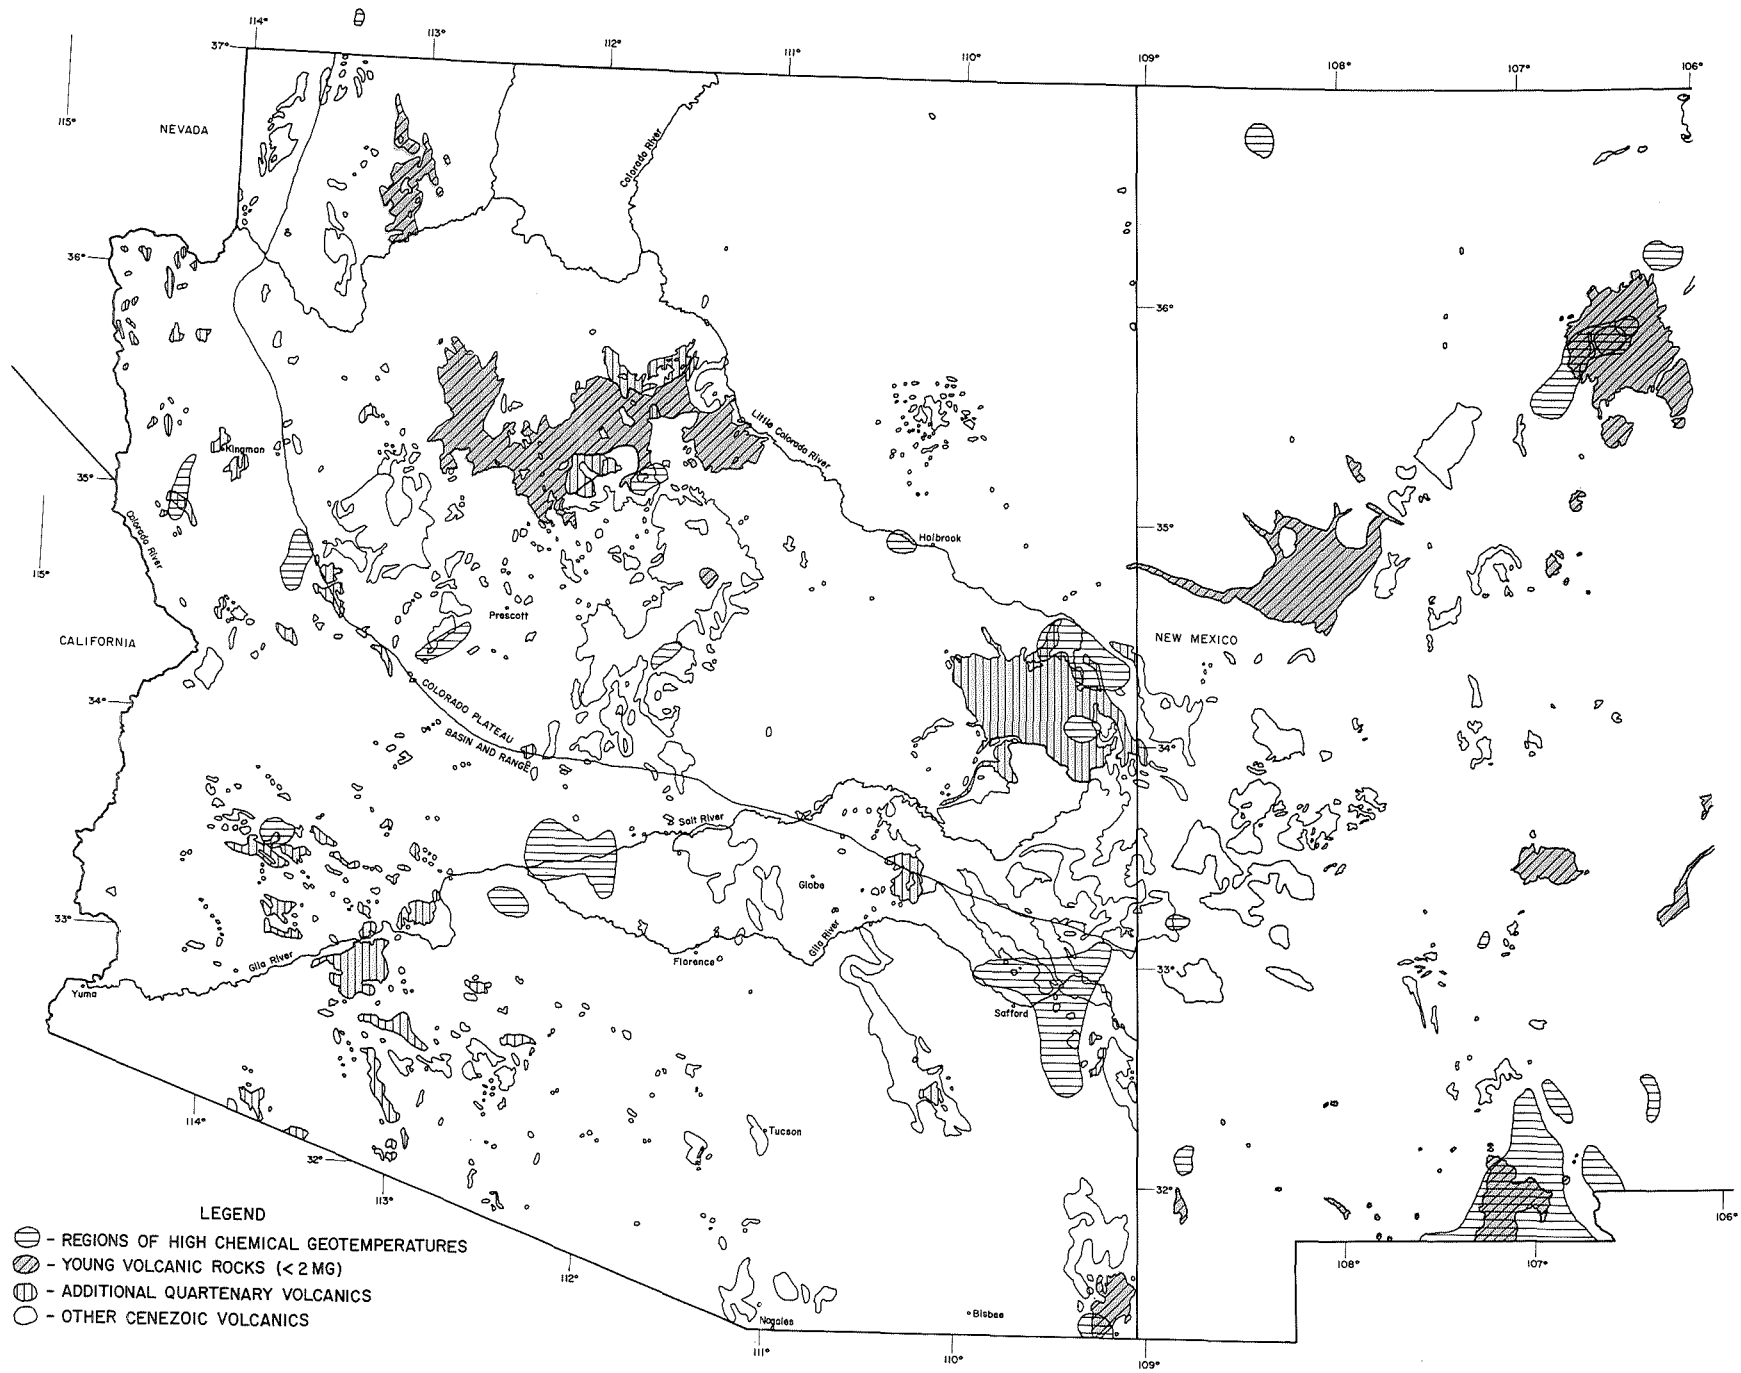 114°
113°
112°
111°
110°
109°
108°
107°
106°
37°
115°
NEVADA
Colorado River
36°
36°
Little Colorado River
Kingman
35°
Colorado River
35°
Holbrook
115°
Prescott
CALIFORNIA
NEW MEXICO
34°
COLORADO PLATEAU
BASIN AND RANGE
34°
Salt River
Globe
33°
Gila River
Gila River
Florence
33°
Yuma
Safford
114°
Tucson
32°
32°
113°
106°
LEGEND
- REGIONS OF HIGH CHEMICAL GEOTEMPERATURES
- YOUNG VOLCANIC ROCKS (< 2 MG)
- ADDITIONAL QUARTENARY VOLCANICS
- OTHER CENEZOIC VOLCANICS
112°
108°
107°
Bisbee
Nogales
111°
110°
109°